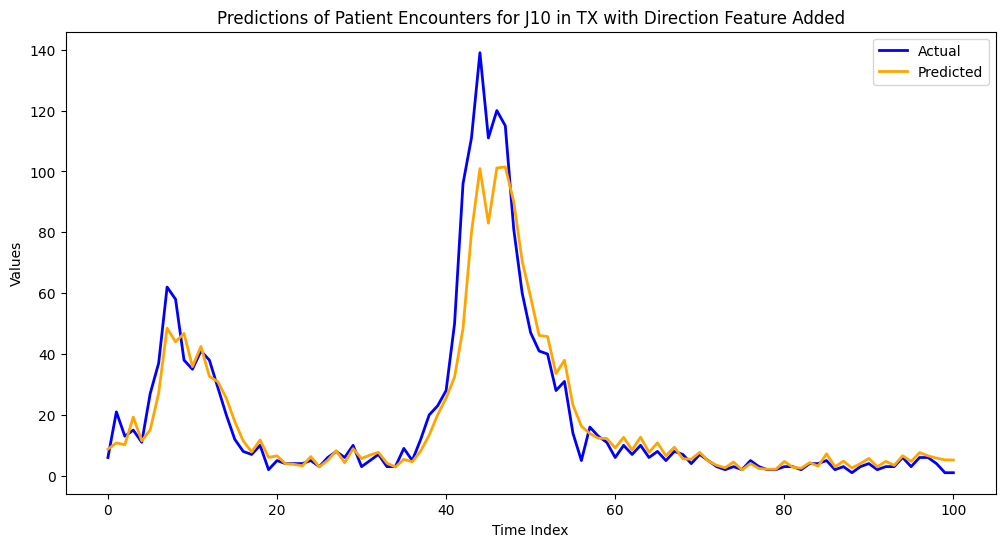 Predictions of Patient Encounters for J10 in TX with Direction Feature Added
Actual
Predicted
Values
140
120
100
80
60
40
20
0
0 20 40 60 80 100
Time Index